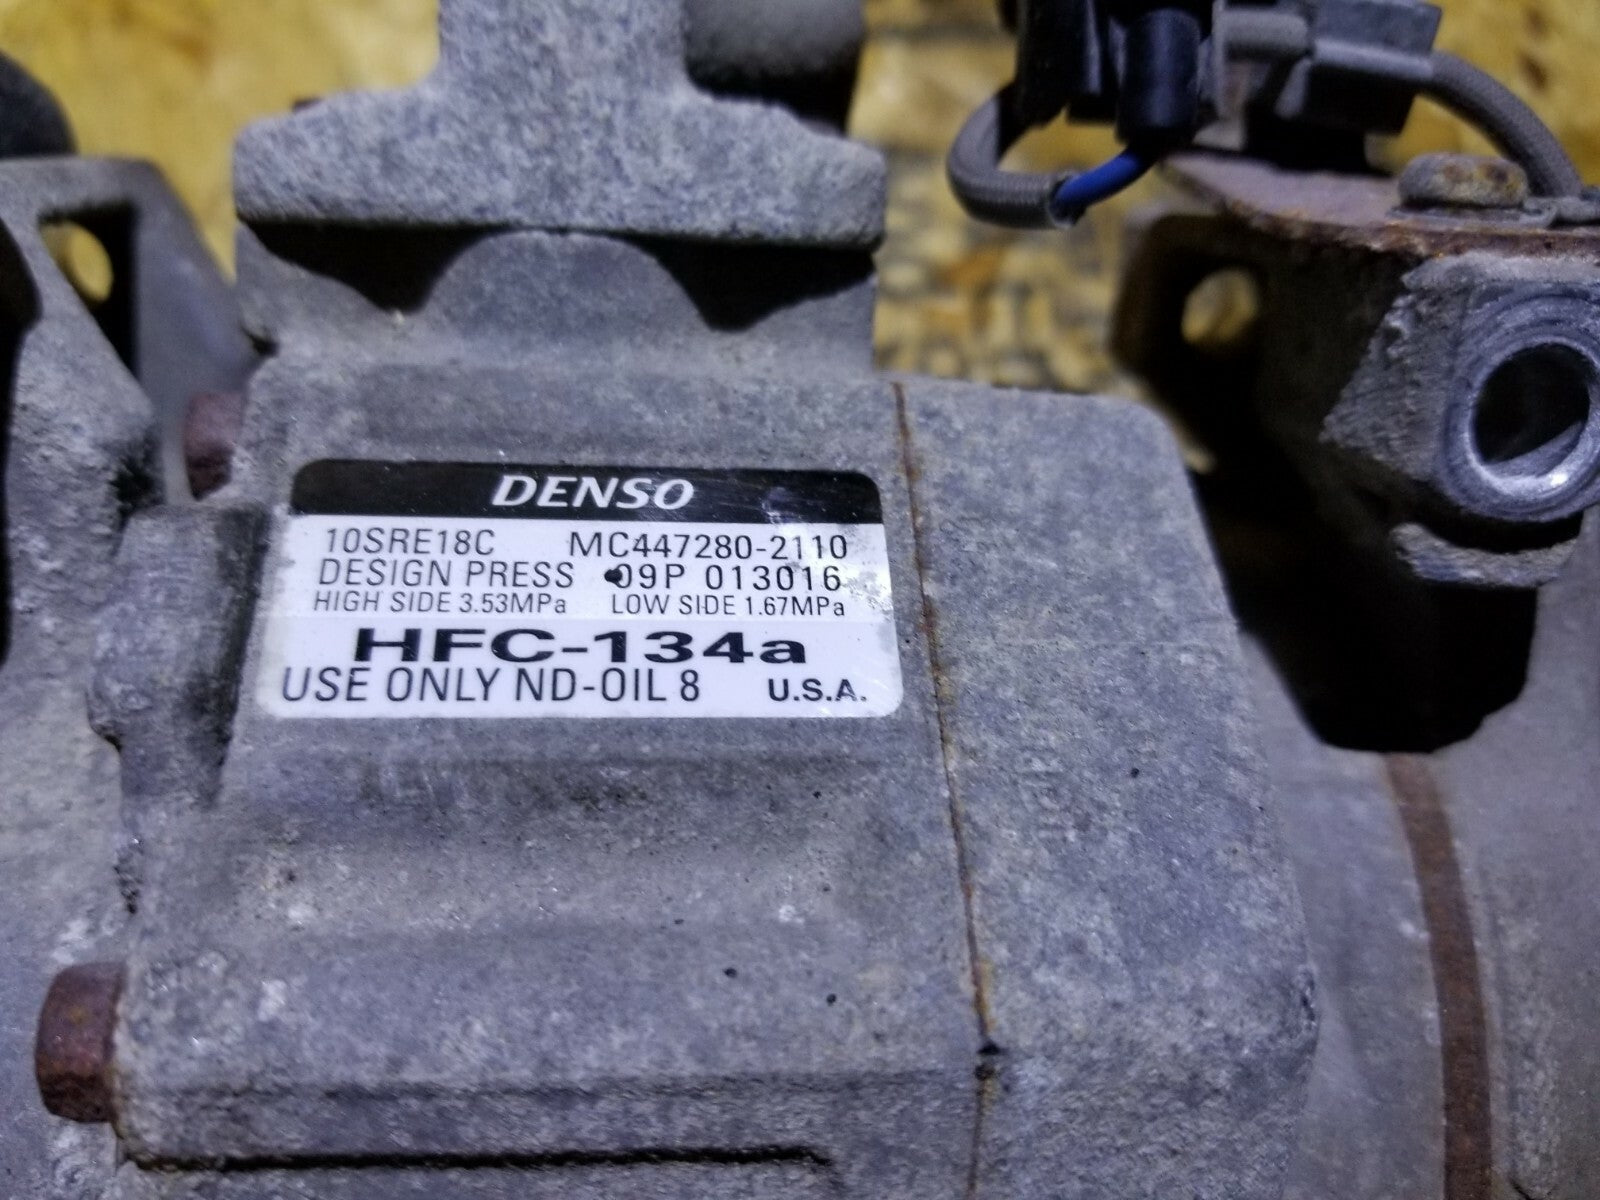 DENSO
10SRE18C MC447280-2110
DESIGN PRESS 09P 013016
HIGH SIDE 3.53MPa LOW SIDE 1.67MPa
HFC-134a
USE ONLY ND-OIL 8 U.S.A.